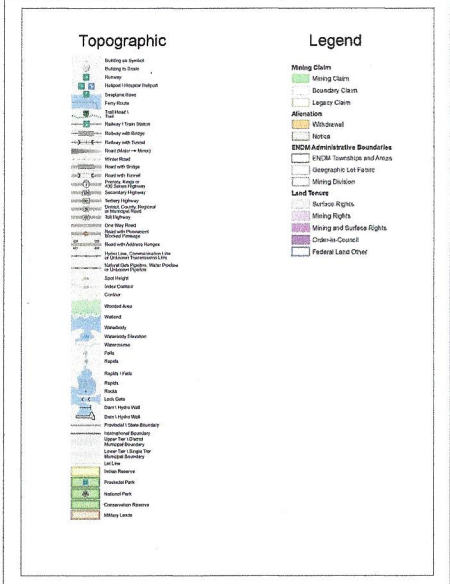 Topographic
Building as Symbol
Building to Scale
Runway
Heliport \ Hospital Heliport
Seaplane Base
Ferry Route
Trail Head \
Trail
Railway \ Train Station
Railway with Bridge
Railway with Tunnel
Road (Major → Minor)
Winter Road
Road with Bridge
Road with Tunnel
Primary, Kings or
400 Series Highway
Secondary Highway
Tertiary Highway
District, County, Regional
or Municipal Road
Toll Highway
One Way Road
Road with Permanent
Blocked Passage
Road with Address Ranges
Hydro Line, Communication Line
or Unknown Transmission Line
Natural Gas Pipeline, Water Pipeline
or Unknown Pipeline
Spot Height
Index Contour
Contour
Wooded Area
Wetland
Waterbody
Waterbody Elevation
Watercourse
Falls
Rapids
Rapids \ Falls
Rapids
Rocks
Lock Gate
Dam \ Hydro Wall
Dam \ Hydro Wall
Provincial \ State Boundary
International Boundary
Upper Tier \ District
Municipal Boundary
Lower Tier \ Single Tier
Municipal Boundary
Lot Line
Indian Reserve
Provincial Park
National Park
Conservation Reserve
Military Lands
Legend
Mining Claim
Mining Claim
Boundary Claim
Legacy Claim
Alienation
Withdrawal
Notice
ENDM Administrative Boundaries
ENDM Townships and Areas
Geographic Lot Fabric
Mining Division
Land Tenure
Surface Rights
Mining Rights
Mining and Surface Rights
Order-in-Council
Federal Land Other